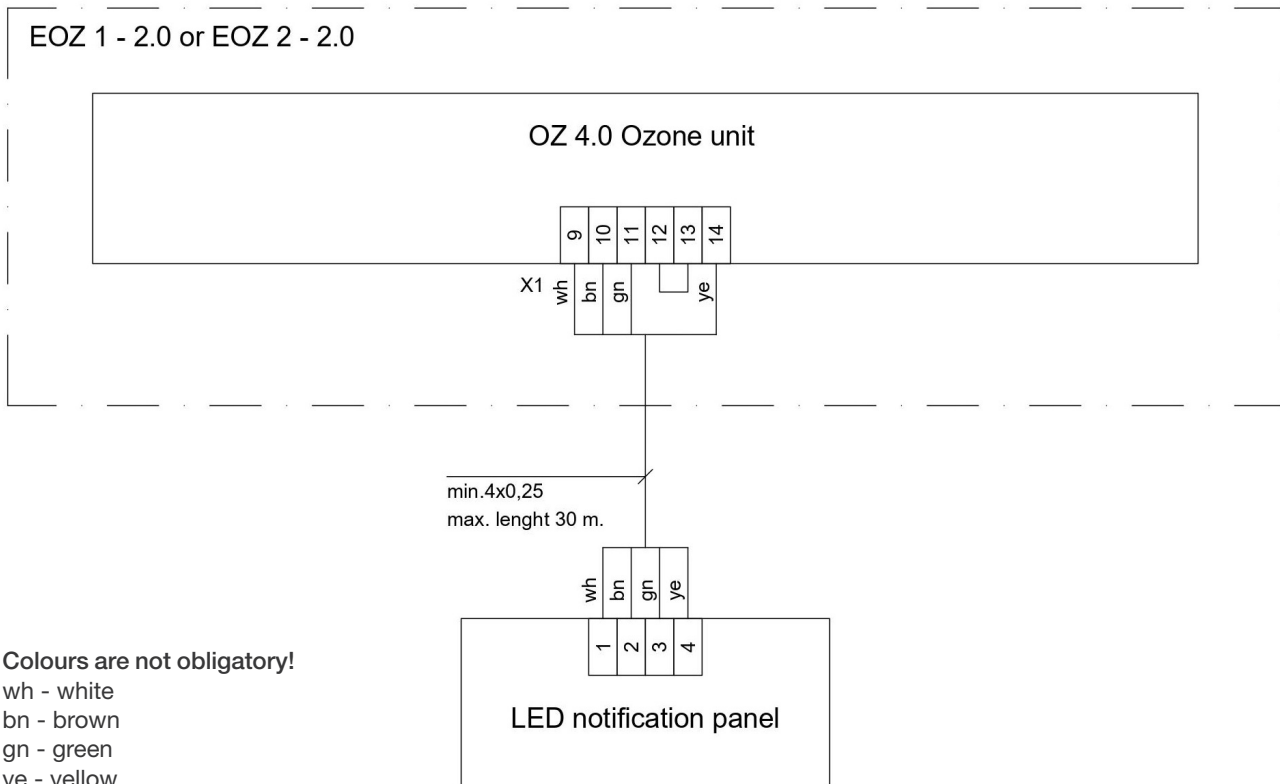 EOZ 1 - 2.0 or EOZ 2 - 2.0
OZ 4.0 Ozone unit
9 10 11 12 13 14
X1 wh bn gn ye
min.4x0,25
max. lenght 30 m.
wh bn gn ye
1 2 3 4
LED notification panel
Colours are not obligatory!
wh - white
bn - brown
gn - green
ye - yellow